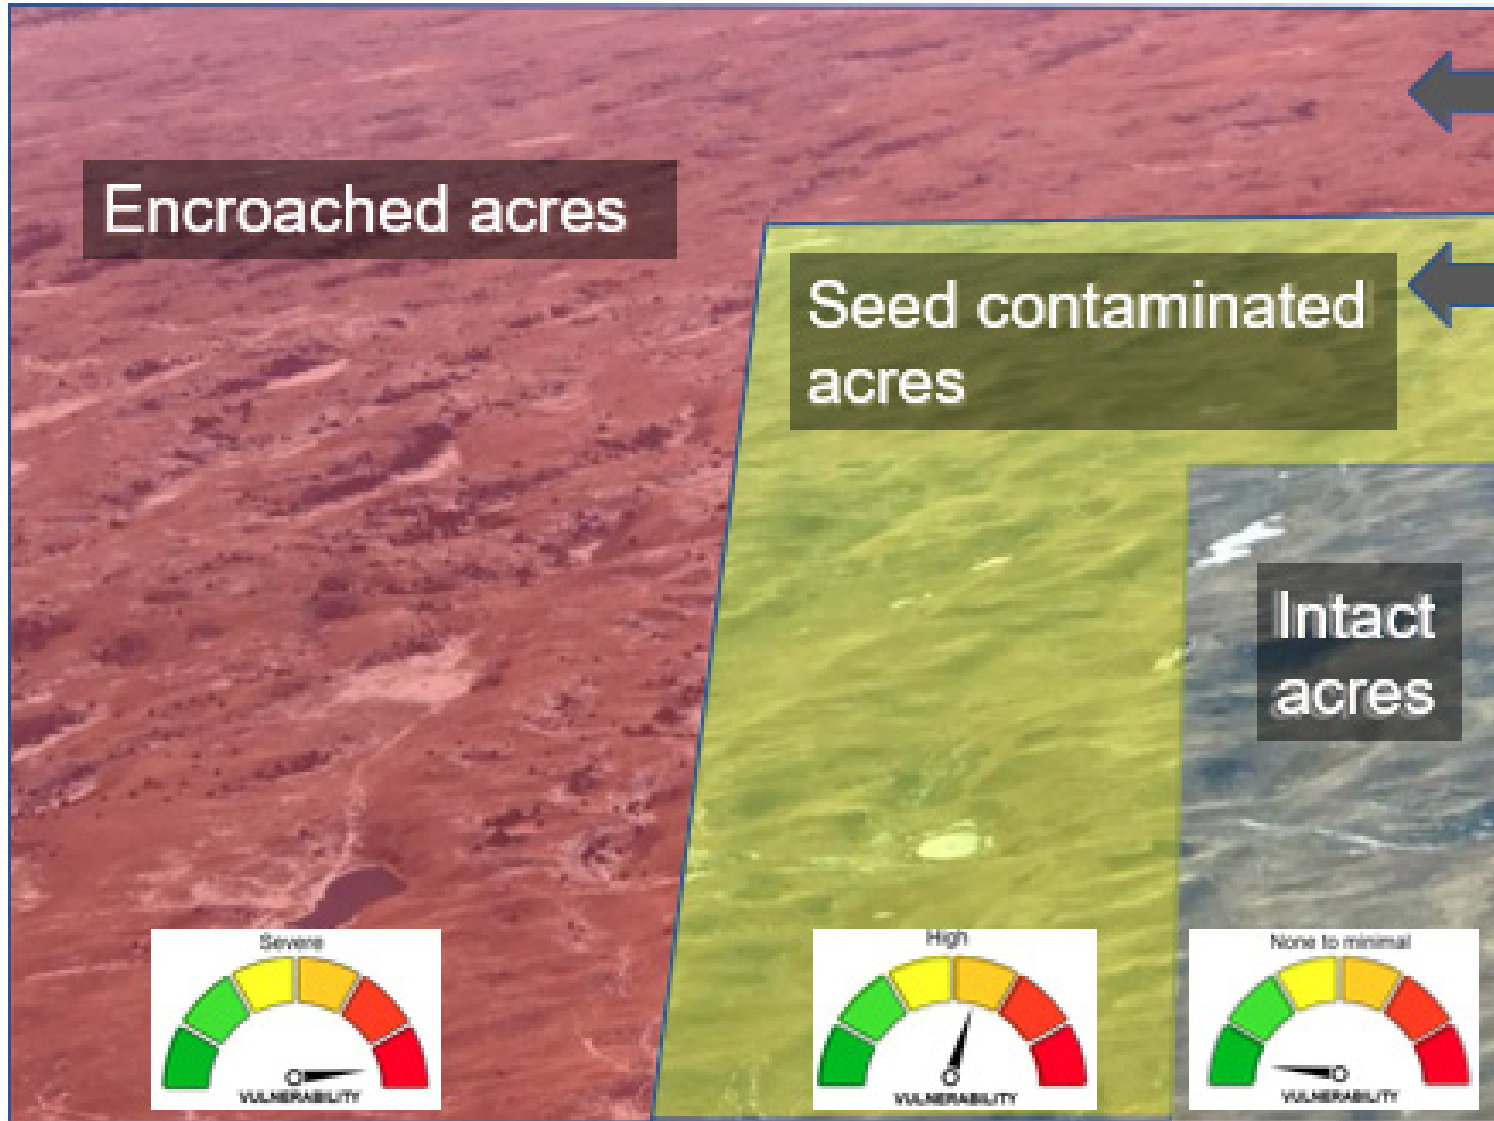 Encroached acres
Seed contaminated
acres
Intact
acres
Severe
VULNERABILITY
High
VULNERABILITY
None to minimal
VULNERABILITY